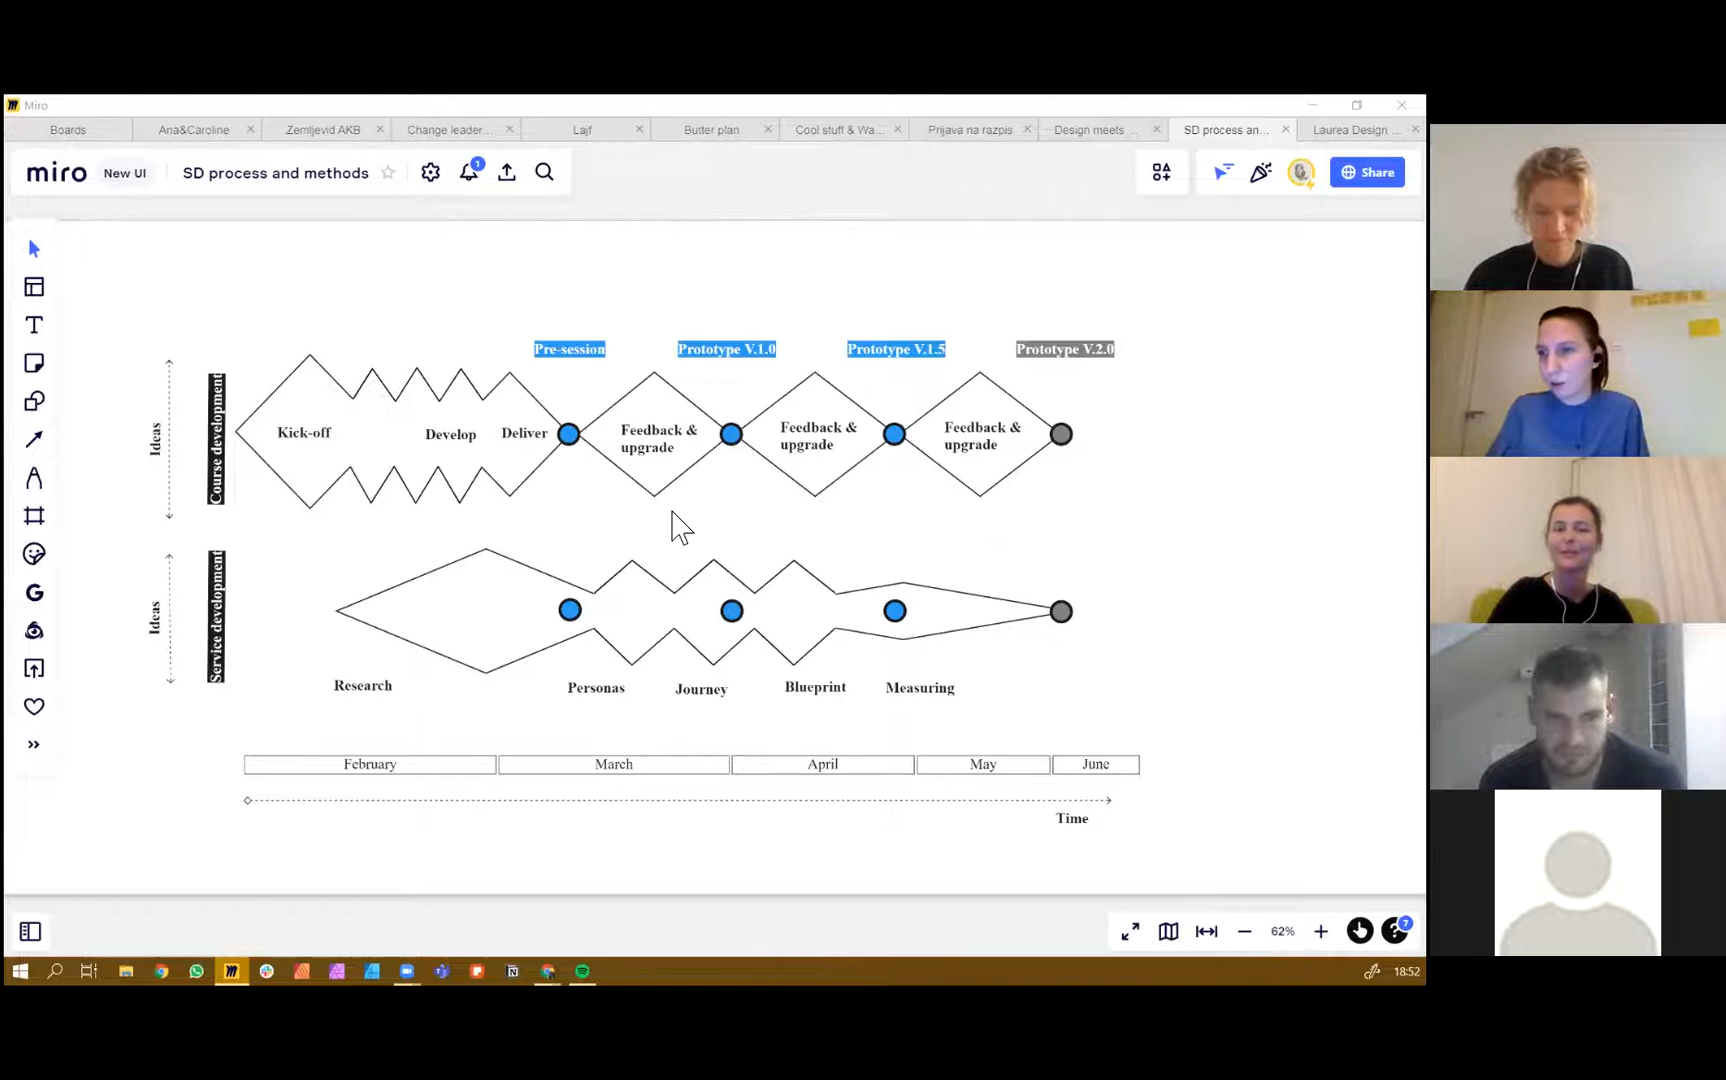 Miro
Boards
Ana&Caroline
Zemljevid AKB
Change leader...
Lajf
Butter plan
Cool stuff & Wa...
Prijava na razpis
Design meets ...
SD process an...
Laurea Design ...
miro
New UI
SD process and methods
1
Share
Pre-session
Prototype V.1.0
Prototype V.1.5
Prototype V.2.0
Ideas
Course development
Kick-off
Develop
Deliver
Feedback &
upgrade
Feedback &
upgrade
Feedback &
upgrade
Ideas
Service development
Research
Personas
Journey
Blueprint
Measuring
February
March
April
May
June
Time
62%
?
7
18:52